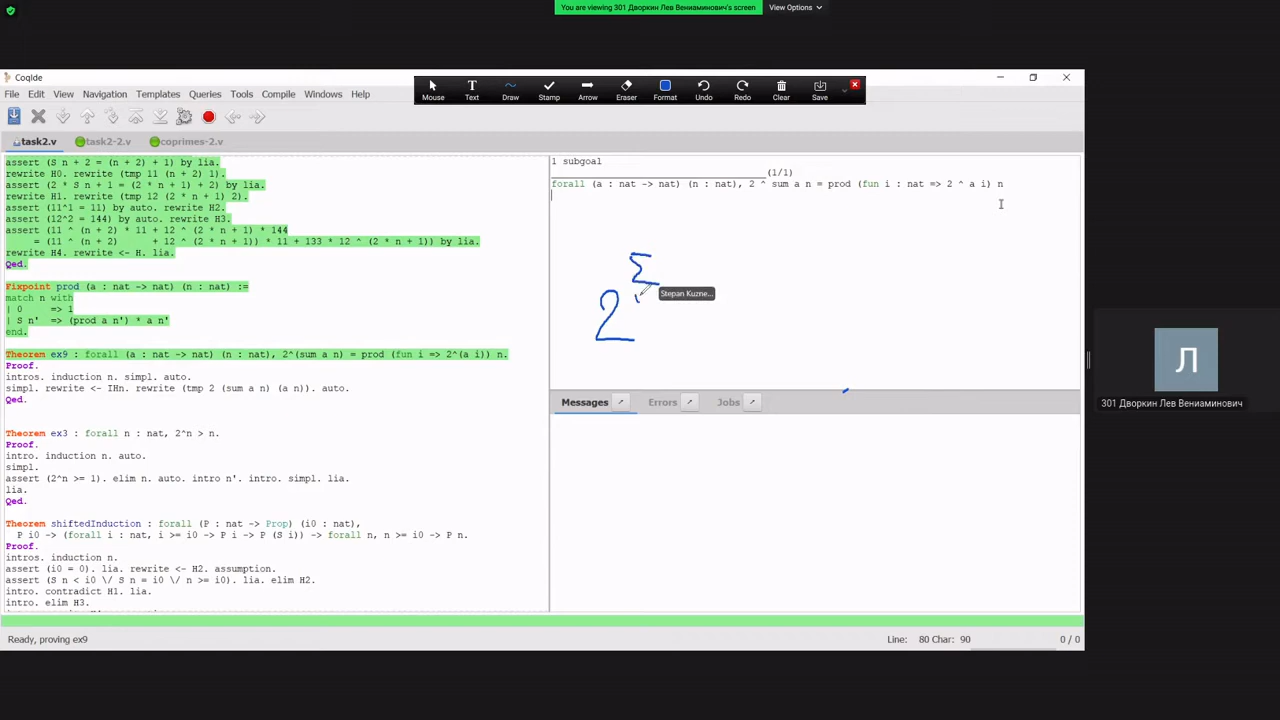 You are viewing 301 Дворкин Лев Вениаминович's screen View Options
CoqIde
Mouse Text Draw Stamp Arrow Eraser Format Undo Redo Clear Save
File Edit View Navigation Templates Queries Tools Compile Windows Help
task2.v task2-2.v coprimes-2.v
assert (S n + 2 = (n + 2) + 1) by lia.
rewrite H0. rewrite (tmp 11 (n + 2) 1).
assert (2 * S n + 1 = (2 * n + 1) + 2) by lia.
rewrite H1. rewrite (tmp 12 (2 * n + 1) 2).
assert (11^1 = 11) by auto. rewrite H2.
assert (12^2 = 144) by auto. rewrite H3.
assert (11 ^ (n + 2) * 11 + 12 ^ (2 * n + 1) * 144
= (11 ^ (n + 2) + 12 ^ (2 * n + 1)) * 11 + 133 * 12 ^ (2 * n + 1)) by lia.
rewrite H4. rewrite <- H. lia.
Qed.
Fixpoint prod (a : nat -> nat) (n : nat) :=
match n with
| 0 => 1
| S n' => (prod a n') * a n'
end.
Theorem ex9 : forall (a : nat -> nat) (n : nat), 2^(sum a n) = prod (fun i => 2^(a i)) n.
Proof.
intros. induction n. simpl. auto.
simpl. rewrite <- IHn. rewrite (tmp 2 (sum a n) (a n)). auto.
Qed.
Theorem ex3 : forall n : nat, 2^n > n.
Proof.
intro. induction n. auto.
simpl.
assert (2^n >= 1). elim n. auto. intro n'. intro. simpl. lia.
lia.
Qed.
Theorem shiftedInduction : forall (P : nat -> Prop) (i0 : nat),
P i0 -> (forall i : nat, i >= i0 -> P i -> P (S i)) -> forall n, n >= i0 -> P n.
Proof.
intros. induction n.
assert (i0 = 0). lia. rewrite <- H2. assumption.
assert (S n < i0 \/ S n = i0 \/ n >= i0). lia. elim H2.
intro. contradict H1. lia.
intro. elim H3.
1 subgoal
(1/1)
forall (a : nat -> nat) (n : nat), 2 ^ sum a n = prod (fun i : nat => 2 ^ a i) n
Σ
2
Stepan Kuzne...
Messages Errors Jobs
Ready, proving ex9 Line: 80 Char: 90 0 / 0
Л
301 Дворкин Лев Вениаминович